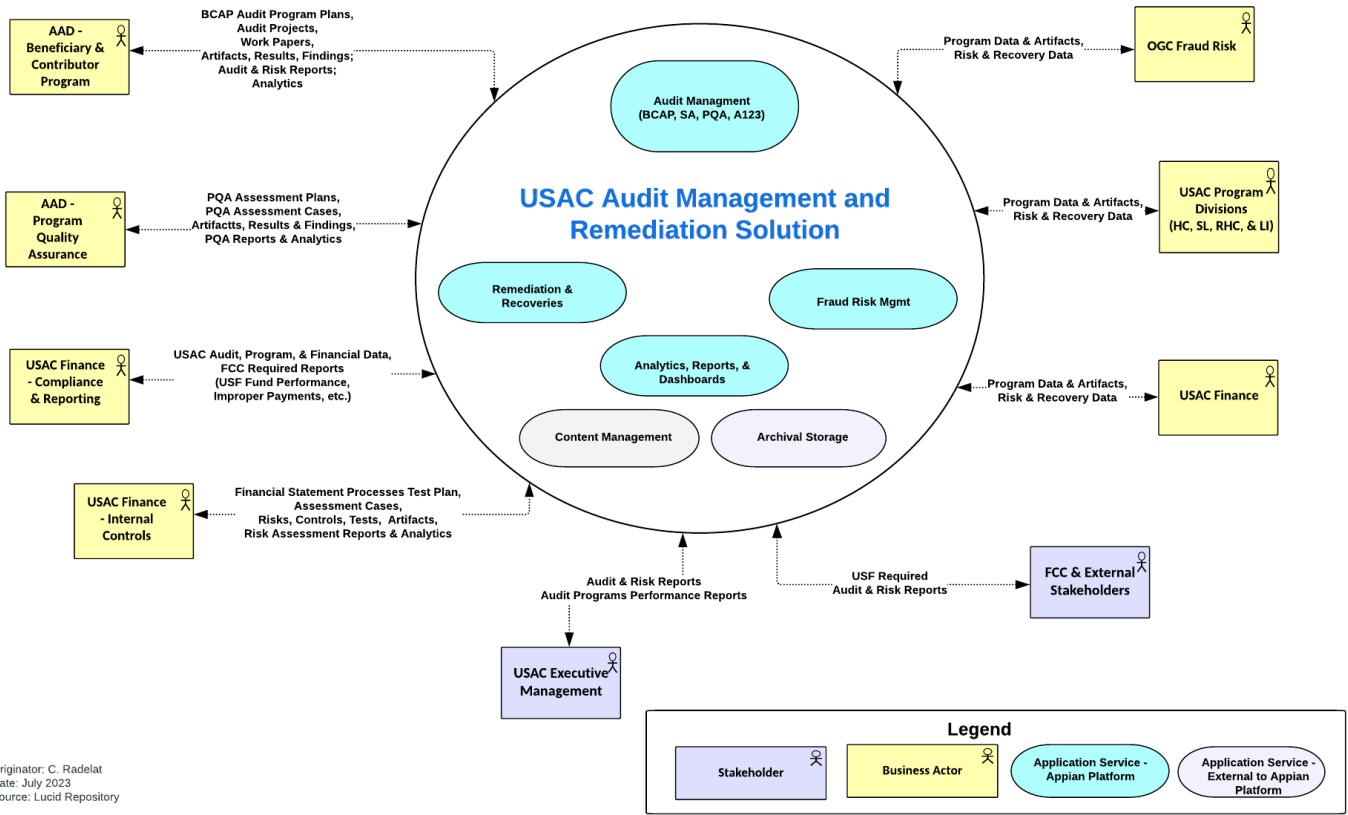 AAD -
Beneficiary &
Contributor
Program
BCAP Audit Program Plans,
Audit Projects,
Work Papers,
Artifacts, Results, Findings;
Audit & Risk Reports;
Analytics
Audit Managment
(BCAP, SA, PQA, A123)
Program Data & Artifacts,
Risk & Recovery Data
OGC Fraud Risk
AAD -
Program
Quality
Assurance
PQA Assessment Plans,
PQA Assessment Cases,
Artifactts, Results & Findings,
PQA Reports & Analytics
USAC Audit Management and
Remediation Solution
Program Data & Artifacts,
Risk & Recovery Data
USAC Program
Divisions
(HC, SL, RHC, & LI)
Remediation &
Recoveries
Fraud Risk Mgmt
USAC Finance
- Compliance
& Reporting
USAC Audit, Program, & Financial Data,
FCC Required Reports
(USF Fund Performance,
Improper Payments, etc.)
Analytics, Reports, &
Dashboards
Program Data & Artifacts,
Risk & Recovery Data
USAC Finance
Content Management
Archival Storage
USAC Finance
- Internal
Controls
Financial Statement Processes Test Plan,
Assessment Cases,
Risks, Controls, Tests, Artifacts,
Risk Assessment Reports & Analytics
Audit & Risk Reports
Audit Programs Performance Reports
USF Required
Audit & Risk Reports
FCC & External
Stakeholders
USAC Executive
Management
Legend
Stakeholder
Business Actor
Application Service -
Appian Platform
Application Service -
External to Appian
Platform
riginator: C. Radelat
ate: July 2023
ource: Lucid Repository